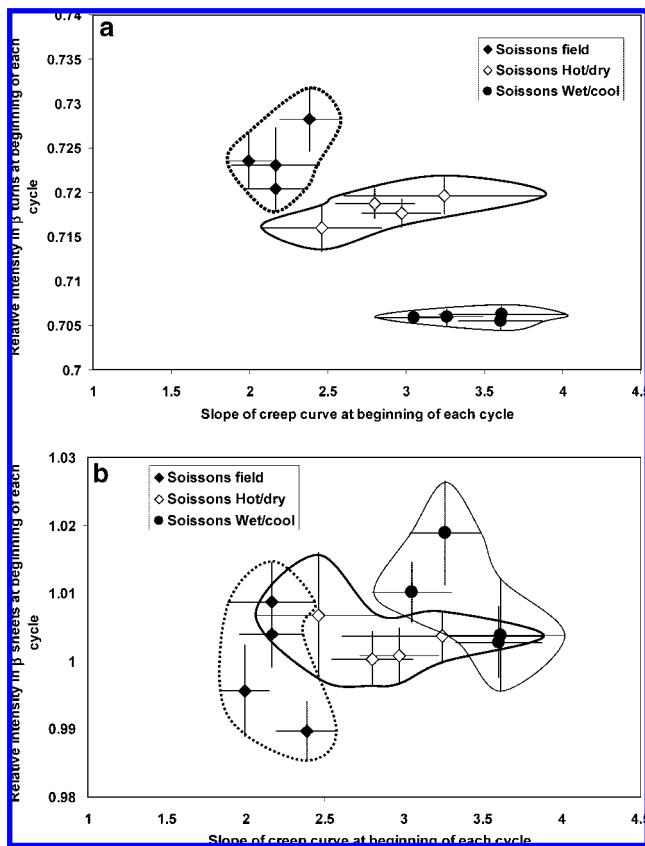 a
Relative intensity in β turns at beginning of each
cycle
0.74
0.735
0.73
0.725
0.72
0.715
0.71
0.705
0.7
Soissons field
Soissons Hot/dry
Soissons Wet/cool
1 1.5 2 2.5 3 3.5 4 4.5
Slope of creep curve at beginning of each cycle
b
Relative intensity in β sheets at beginning of each
cycle
1.03
1.02
1.01
1
0.99
0.98
Soissons field
Soissons Hot/dry
Soissons Wet/cool
1 1.5 2 2.5 3 3.5 4 4.5
Slope of creep curve at beginning of each cycle